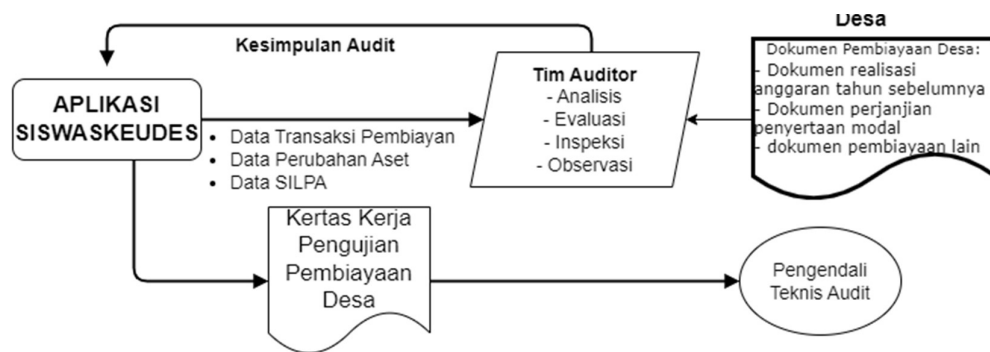 Desa
Kesimpulan Audit
APLIKASI
SISWASKEUDES
• Data Transaksi Pembiayan
• Data Perubahan Aset
• Data SILPA
Tim Auditor
- Analisis
- Evaluasi
- Inspeksi
- Observasi
Dokumen Pembiayaan Desa:
- Dokumen realisasi
anggaran tahun sebelumnya
- Dokumen perjanjian
penyertaan modal
- dokumen pembiayaan lain
Kertas Kerja
Pengujian
Pembiayaan
Desa
Pengendali
Teknis Audit